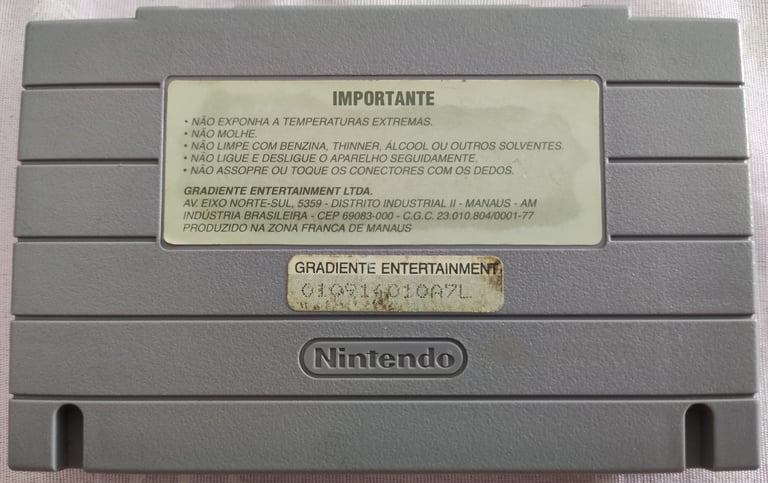 IMPORTANTE
• NÃO EXPONHA A TEMPERATURAS EXTREMAS.
• NÃO MOLHE.
• NÃO LIMPE COM BENZINA, THINNER, ÁLCOOL OU OUTROS SOLVENTES.
• NÃO LIGUE E DESLIGUE O APARELHO SEGUIDAMENTE.
• NÃO ASSOPRE OU TOQUE OS CONECTORES COM OS DEDOS.
GRADIENTE ENTERTAINMENT LTDA.
AV. EIXO NORTE-SUL, 5359 - DISTRITO INDUSTRIAL II - MANAUS - AM
INDÚSTRIA BRASILEIRA - CEP 69083-000 - C.G.C. 23.010.804/0001-77
PRODUZIDO NA ZONA FRANCA DE MANAUS
GRADIENTE ENTERTAINMENT
Nintendo